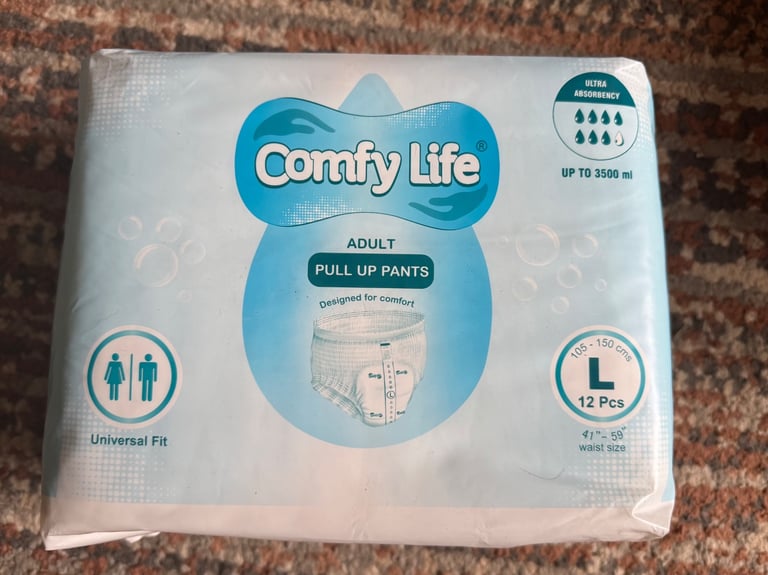 ULTRA
ABSORBENCY
UP TO 3500 ml
Comfy Life®
ADULT
PULL UP PANTS
Designed for comfort
L
Universal Fit
105 - 150 cms
L
12 Pcs
41"- 59"
waist size